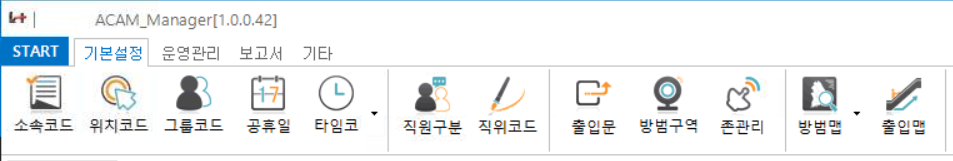 ACAM_Manager[1.0.0.42]
START 기본설정 운영관리 보고서 기타
17
소속코드 위치코드 그룹코드 공휴일 타임코 직원구분 직위코드 출입문 방범구역 존관리 방범맵 출입맵